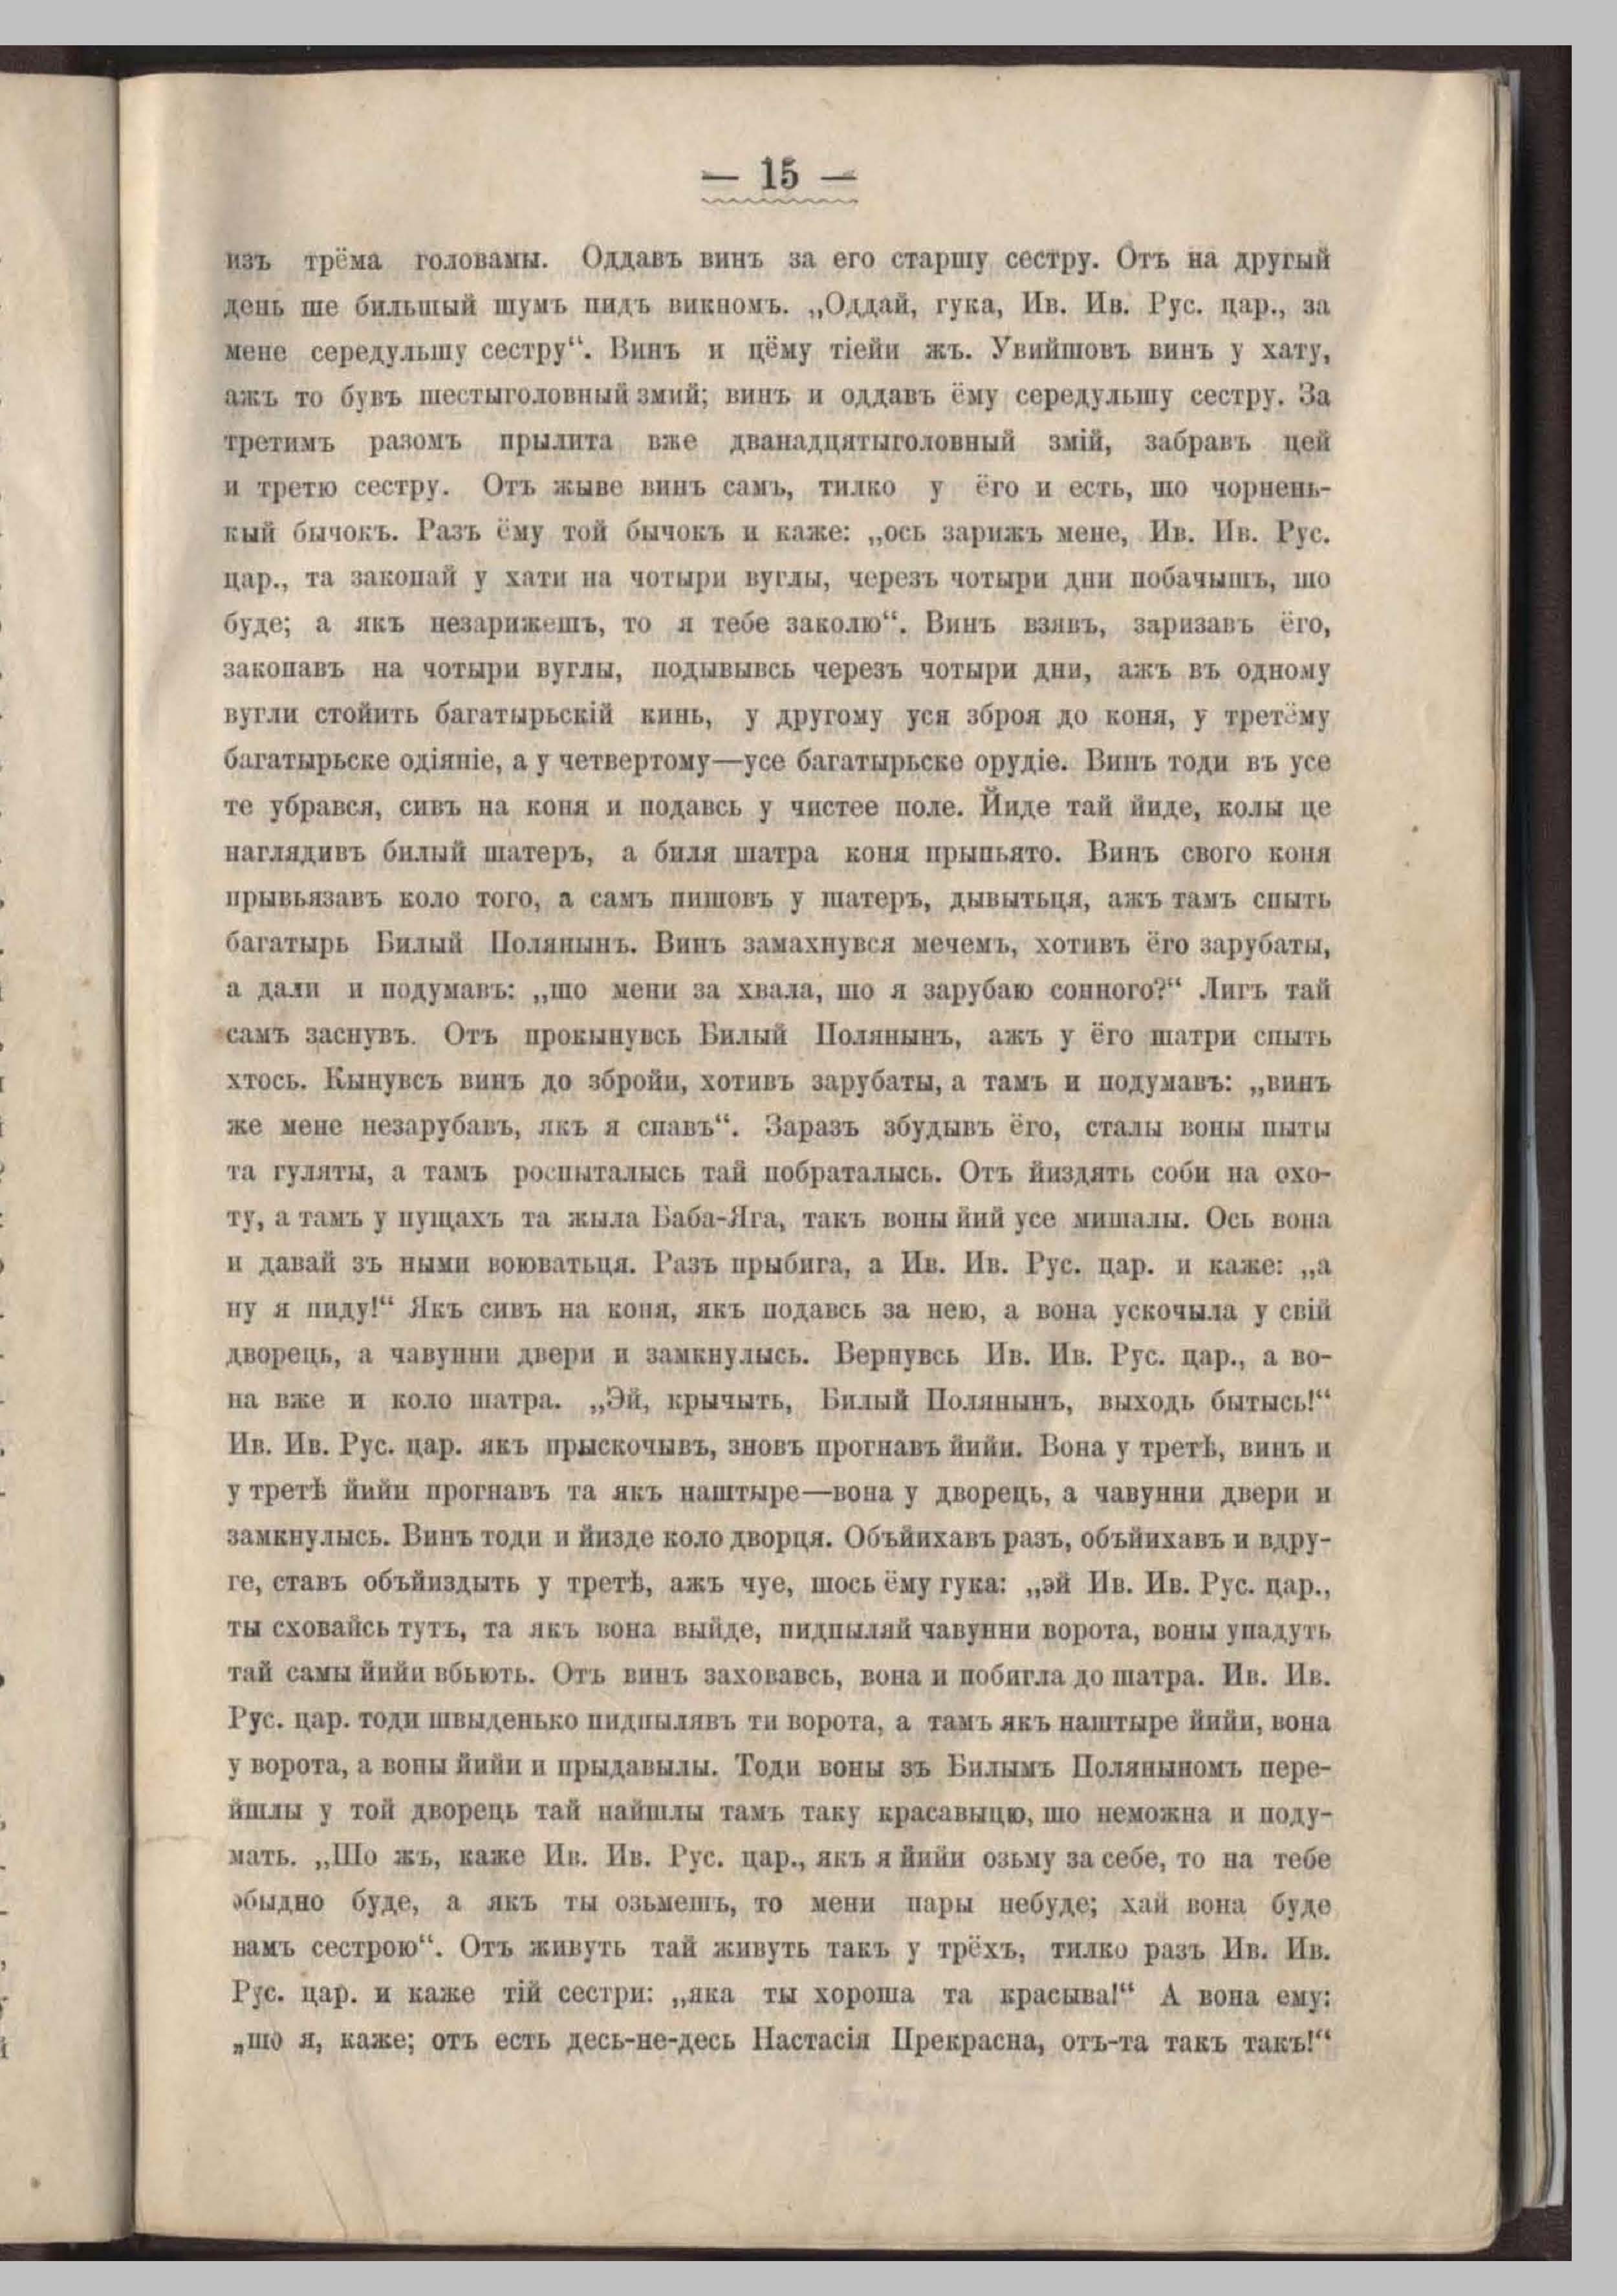 — 15 —
изъ трёма головамы. Оддавъ винъ за его старшу сестру. Отъ на другый
день ше бильшый шумъ пидъ викномъ. „Оддай, гука, Ив. Ив. Рус. цар., за
мене середульшу сестру“. Винъ и цёму тіейи жъ. Увийшовъ винъ у хату,
ажъ то бувъ шестыголовный змий; винъ и оддавъ ёму середульшу сестру. За
третимъ разомъ прылита вже дванадцятыголовный змій, забравъ цей
и третю сестру. Отъ жыве винъ самъ, тилко у ёго и есть, шо чорнень-
кый бычокъ. Разъ ёму той бычокъ и каже: „ось зарижъ мене, Ив. Ив. Рус.
цар., та закопай у хати на чотыри вуглы, черезъ чотыри дни побачышъ, шо
буде; а якъ незарижешъ, то я тебе заколю“. Винъ взявъ, заризавъ ёго,
закопавъ на чотыри вуглы, подывывсь черезъ чотыри дни, ажъ въ одному
вугли стойить багатырьскій кинь, у другому уся зброя до коня, у третёму
багатырьске одіяніе, а у четвертому—усе багатырьске орудіе. Винъ тоди въ усе
те убрався, сивъ на коня и подавсь у чистее поле. Йиде тай йиде, колы це
наглядивъ билый шатеръ, а биля шатра коня прыпьято. Винъ свого коня
прывьязавъ коло того, а самъ пишовъ у шатеръ, дывытьця, ажъ тамъ спыть
багатырь Билый Полянынъ. Винъ замахнувся мечемъ, хотивъ ёго зарубаты,
а дали и подумавъ: „шо мени за хвала, шо я зарубаю сонного?“ Лигъ тай
самъ заснувъ. Отъ прокынувсь Билый Полянынъ, ажъ у ёго шатри спыть
хтось. Кынувсъ винъ до збройи, хотивъ зарубаты, а тамъ и подумавъ: „винъ
же мене незарубавъ, якъ я спавъ“. Заразъ збудывъ ёго, сталы воны пыты
та гуляты, а тамъ роспыталысь тай побраталысь. Отъ йиздять соби на охо-
ту, а тамъ у пущахъ та жыла Баба-Яга, такъ воны йий усе мишалы. Ось вона
и давай зъ ными воюватьця. Разъ прыбига, а Ив. Ив. Рус. цар. и каже: „а
ну я пиду!“ Якъ сивъ на коня, якъ подавсь за нею, а вона ускочыла у свій
дворець, а чавунни двери и замкнулысь. Вернувсь Ив. Ив. Рус. цар., а во-
на вже и коло шатра. „Эй, крычыть, Билый Полянынъ, выходь бытысь!“
Ив. Ив. Рус. цар. якъ прыскочывъ, зновъ прогнавъ йийи. Вона у третѣ, винъ и
у третѣ йийи прогнавъ та якъ наштыре—вона у дворець, а чавунни двери и
замкнулысь. Винъ тоди и йизде коло дворця. Объйихавъ разъ, объйихавъ и вдру-
ге, ставъ объйиздыть у третѣ, ажъ чуе, шось ёму гука: „эй Ив. Ив. Рус. цар.,
ты сховайсь тутъ, та якъ вона выйде, пидпыляй чавунни ворота, воны упадуть
тай самы йийи вбьють. Отъ винъ заховавсь, вона и побигла до шатра. Ив. Ив.
Рус. цар. тоди швыденько пидпылявъ ти ворота, а тамъ якъ наштыре йийи, вона
у ворота, а воны йийи и прыдавылы. Тоди воны зъ Билымъ Поляныномъ пере-
йшлы у той дворець тай найшлы тамъ таку красавыцю, шо неможна и поду-
мать. „Шо жъ, каже Ив. Ив. Рус. цар., якъ я йийи озьму за себе, то на тебе
обыдно буде, а якъ ты озьмешъ, то мени пары небуде; хай вона буде
намъ сестрою“. Отъ живуть тай живуть такъ у трёхъ, тилко разъ Ив. Ив.
Рус. цар. и каже тій сестри: „яка ты хороша та красыва!“ А вона ему:
„шо я, каже; отъ есть десь-не-десь Настасія Прекрасна, отъ-та такъ такъ!“